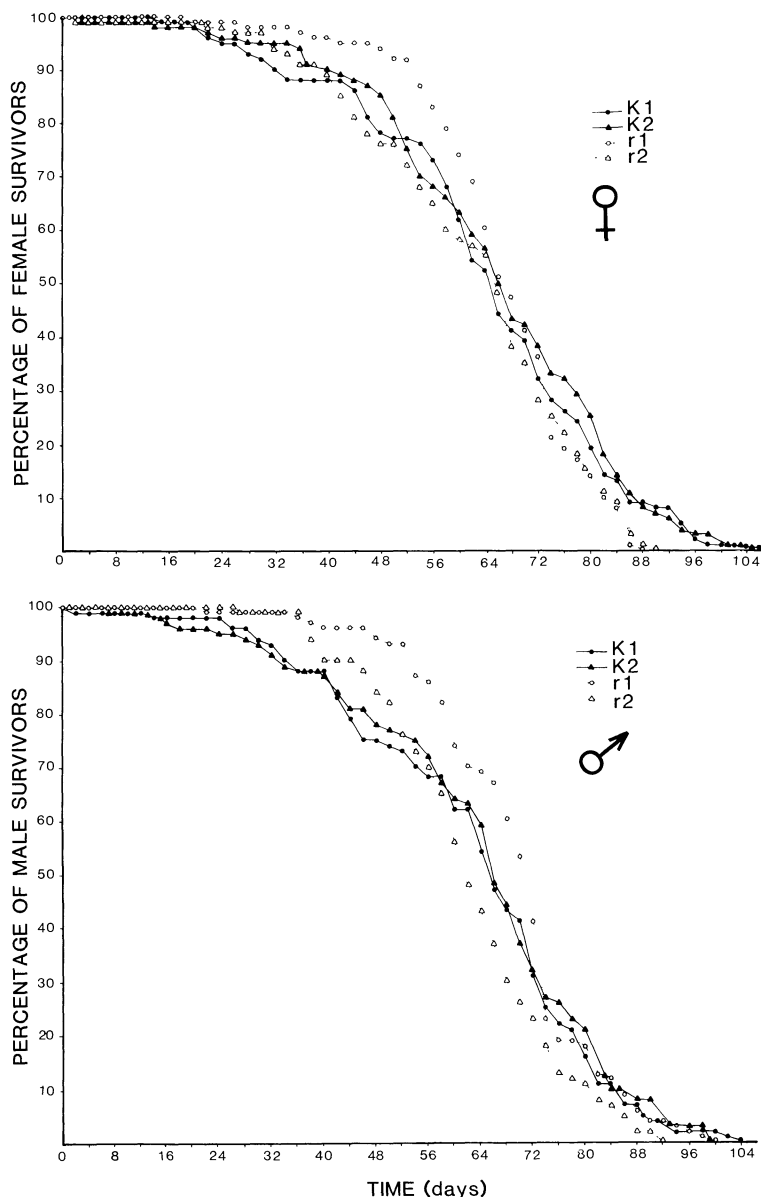 PERCENTAGE OF FEMALE SURVIVORS
100
90
80
70
60
50
40
30
20
10
K1
K2
r1
r2
0 8 16 24 32 40 48 56 64 72 80 88 96 104
PERCENTAGE OF MALE SURVIVORS
100
90
80
70
60
50
40
30
20
10
K1
K2
r1
r2
0 8 16 24 32 40 48 56 64 72 80 88 96 104
TIME (days)